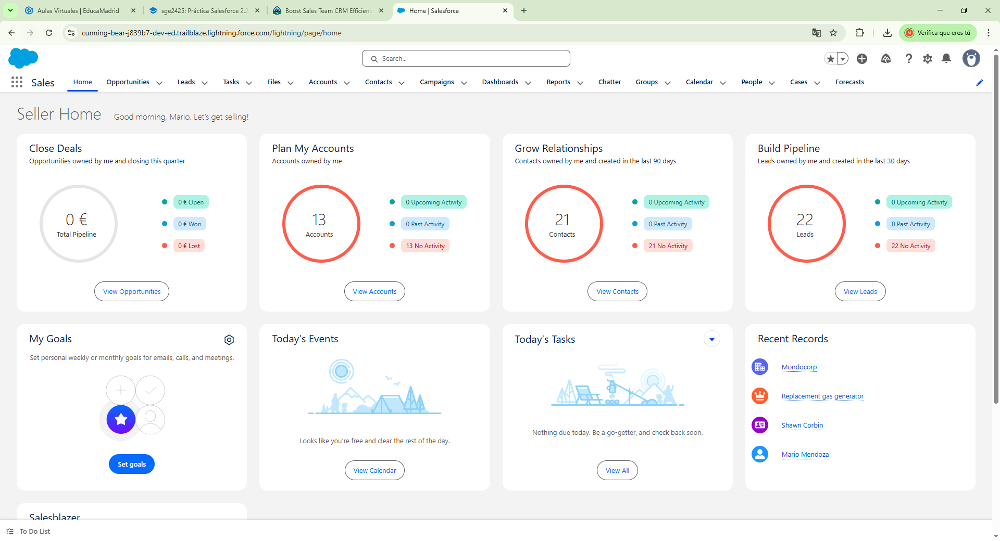 Aulas Virtuales | EducaMadrid
sge2425: Práctica Salesforce 2.2
Boost Sales Team CRM Efficienc
Home | Salesforce
cunning-bear-j839b7-dev-ed.trailblaze.lightning.force.com/lightning/page/home
M
Verifica que eres tú
Search...
Sales
Home
Opportunities
Leads
Tasks
Files
Accounts
Contacts
Campaigns
Dashboards
Reports
Chatter
Groups
Calendar
People
Cases
Forecasts
Seller Home
Good morning, Mario. Let's get selling!
Close Deals
Opportunities owned by me and closing this quarter
0 €
Total Pipeline
0 € Open
0 € Won
0 € Lost
View Opportunities
Plan My Accounts
Accounts owned by me
13
Accounts
0 Upcoming Activity
0 Past Activity
13 No Activity
View Accounts
Grow Relationships
Contacts owned by me and created in the last 90 days
21
Contacts
0 Upcoming Activity
0 Past Activity
21 No Activity
View Contacts
Build Pipeline
Leads owned by me and created in the last 30 days
22
Leads
0 Upcoming Activity
0 Past Activity
22 No Activity
View Leads
My Goals
Set personal weekly or monthly goals for emails, calls, and meetings.
Set goals
Today's Events
Looks like you're free and clear the rest of the day.
View Calendar
Today’s Tasks
Nothing due today. Be a go-getter, and check back soon.
View All
Recent Records
Mondocorp
Replacement gas generator
Shawn Corbin
Mario Mendoza
Salesblazer
To Do List